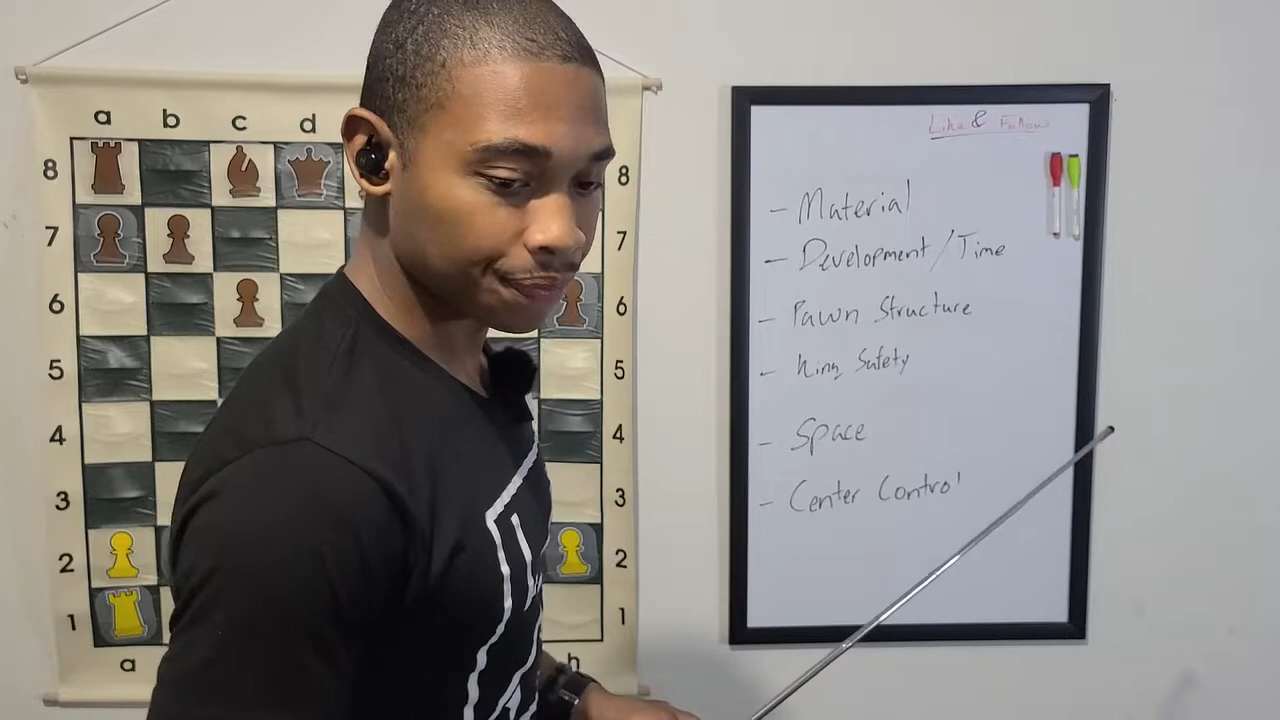 a b c d
8 8
7 7
6 6
5 5
4 4
3 3
2 2
1 1
a h
Like & Follow
- Material
- Development/Time
- Pawn Structure
- King Safety
- Space
- Center Control